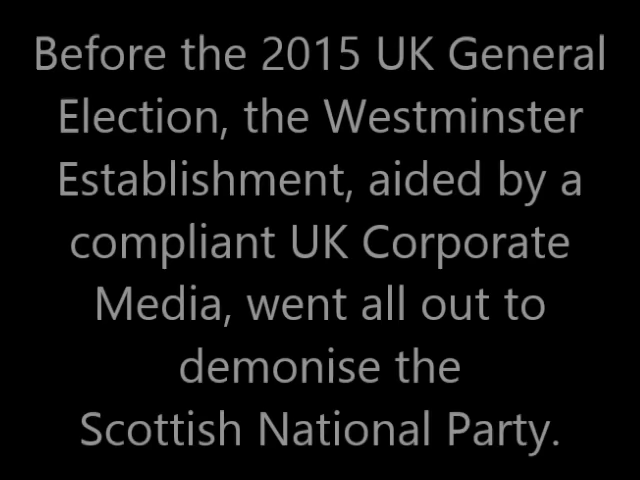 Before the 2015 UK General
Election, the Westminster
Establishment, aided by a
compliant UK Corporate
Media, went all out to
demonise the
Scottish National Party.